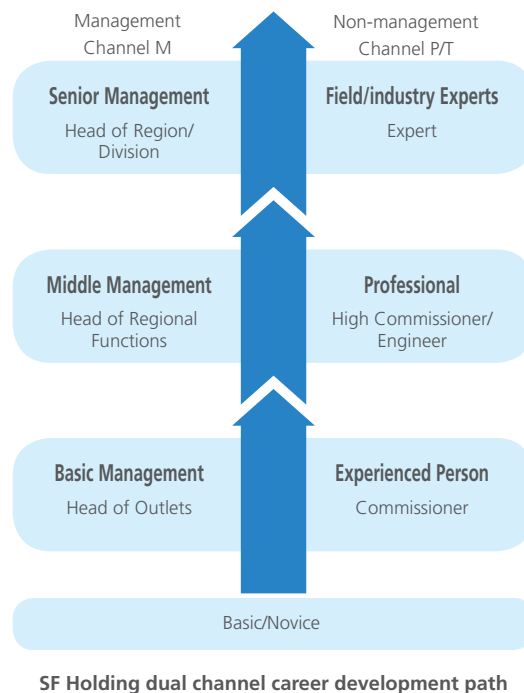 Management
Channel M
Non-management
Channel P/T
Senior Management
Head of Region/
Division
Field/industry Experts
Expert
Middle Management
Head of Regional
Functions
Professional
High Commissioner/
Engineer
Basic Management
Head of Outlets
Experienced Person
Commissioner
Basic/Novice
SF Holding dual channel career development path